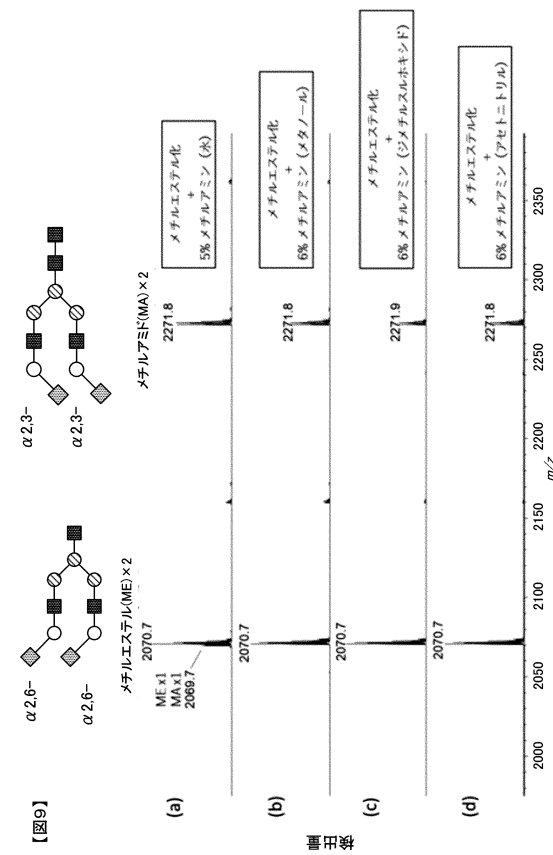 【図9】
α2,6-
α2,6-
メチルエステル(ME)×2
α2,3-
α2,3-
メチルアミド(MA)×2
(a)
ME x1
MA x1
2069.7
2070.7
2271.8
メチルエステル化
+
5% メチルアミン（水）
(b)
2070.7
2271.8
メチルエステル化
+
6% メチルアミン（メタノール）
(c)
2070.7
2271.9
メチルエステル化
+
6% メチルアミン（ジメチルスルホキシド）
(d)
2070.7
2271.8
メチルエステル化
+
6% メチルアミン（アセトニトリル）
2000 2050 2100 2150 2200 2250 2300 2350
m/z
検出量